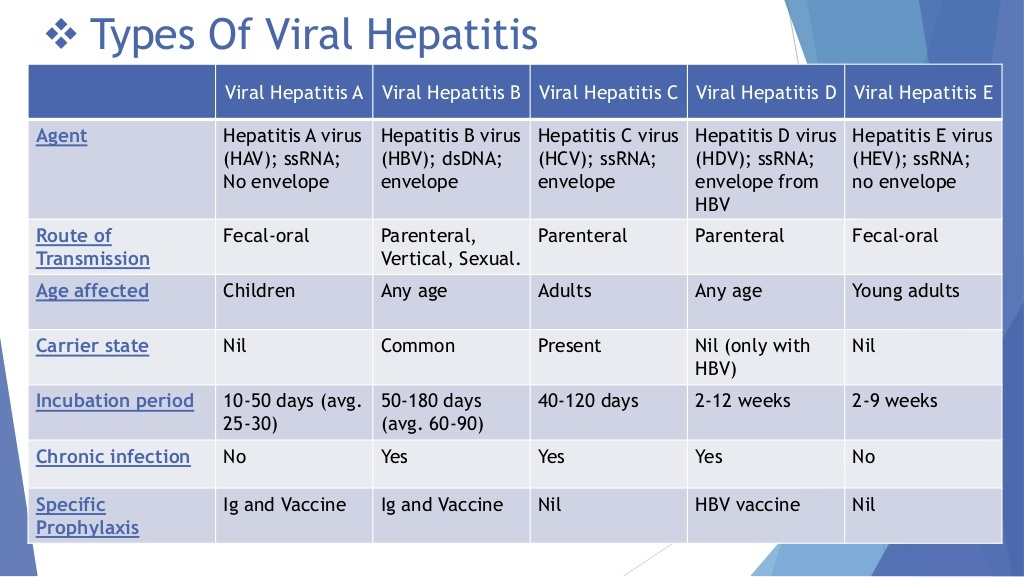 ❖ Types Of Viral Hepatitis
Viral Hepatitis A Viral Hepatitis B Viral Hepatitis C Viral Hepatitis D Viral Hepatitis E
Agent
Hepatitis A virus
(HAV); ssRNA;
No envelope
Hepatitis B virus
(HBV); dsDNA;
envelope
Hepatitis C virus
(HCV); ssRNA;
envelope
Hepatitis D virus
(HDV); ssRNA;
envelope from
HBV
Hepatitis E virus
(HEV); ssRNA;
no envelope
Route of
Transmission
Fecal-oral
Parenteral,
Vertical, Sexual.
Parenteral
Parenteral
Fecal-oral
Age affected
Children
Any age
Adults
Any age
Young adults
Carrier state
Nil
Common
Present
Nil (only with
HBV)
Nil
Incubation period
10-50 days (avg.
25-30)
50-180 days
(avg. 60-90)
40-120 days
2-12 weeks
2-9 weeks
Chronic infection
No
Yes
Yes
Yes
No
Specific
Prophylaxis
Ig and Vaccine
Ig and Vaccine
Nil
HBV vaccine
Nil